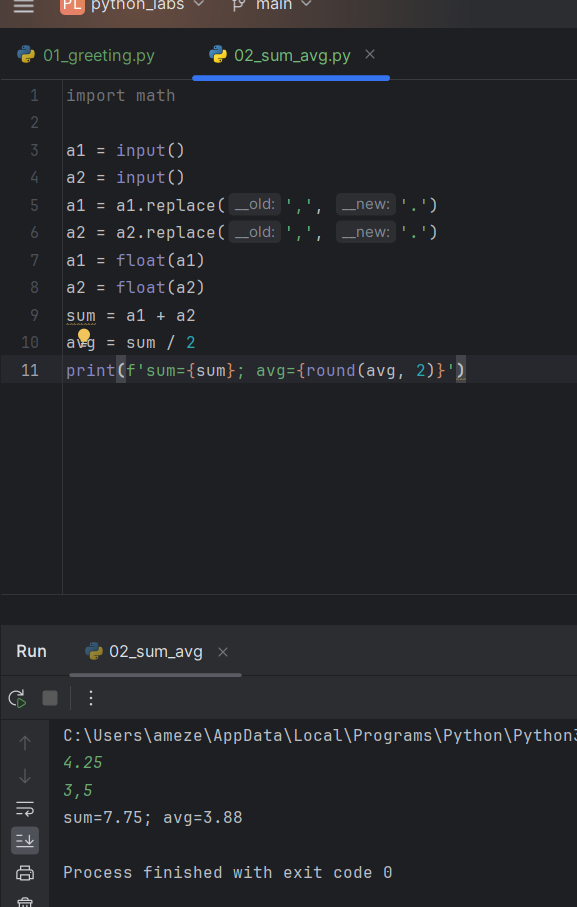 PL python_labs main
01_greeting.py 02_sum_avg.py
1 import math
2
3 a1 = input()
4 a2 = input()
5 a1 = a1.replace( __old: ',', __new: '.')
6 a2 = a2.replace( __old: ',', __new: '.')
7 a1 = float(a1)
8 a2 = float(a2)
9 sum = a1 + a2
10 avg = sum / 2
11 print(f'sum={sum}; avg={round(avg, 2)}')
Run 02_sum_avg
C:\Users\ameze\AppData\Local\Programs\Python\Python3
4.25
3,5
sum=7.75; avg=3.88
Process finished with exit code 0